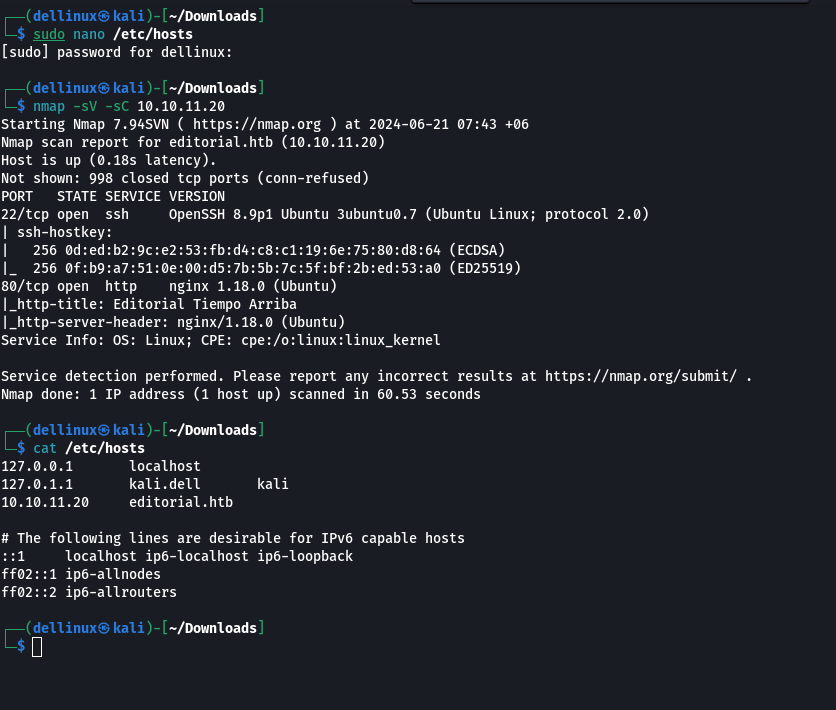 ┌──(dellinux㉿kali)-[~/Downloads]
└─$ sudo nano /etc/hosts
[sudo] password for dellinux:

┌──(dellinux㉿kali)-[~/Downloads]
└─$ nmap -sV -sC 10.10.11.20
Starting Nmap 7.94SVN ( https://nmap.org ) at 2024-06-21 07:43 +06
Nmap scan report for editorial.htb (10.10.11.20)
Host is up (0.18s latency).
Not shown: 998 closed tcp ports (conn-refused)
PORT   STATE SERVICE VERSION
22/tcp open  ssh     OpenSSH 8.9p1 Ubuntu 3ubuntu0.7 (Ubuntu Linux; protocol 2.0)
| ssh-hostkey:
|   256 0d:ed:b2:9c:e2:53:fb:d4:c8:c1:19:6e:75:80:d8:64 (ECDSA)
|_  256 0f:b9:a7:51:0e:00:d5:7b:5b:7c:5f:bf:2b:ed:53:a0 (ED25519)
80/tcp open  http    nginx 1.18.0 (Ubuntu)
|_http-title: Editorial Tiempo Arriba
|_http-server-header: nginx/1.18.0 (Ubuntu)
Service Info: OS: Linux; CPE: cpe:/o:linux:linux_kernel

Service detection performed. Please report any incorrect results at https://nmap.org/submit/ .
Nmap done: 1 IP address (1 host up) scanned in 60.53 seconds

┌──(dellinux㉿kali)-[~/Downloads]
└─$ cat /etc/hosts
127.0.0.1       localhost
127.0.1.1       kali.dell       kali
10.10.11.20     editorial.htb

# The following lines are desirable for IPv6 capable hosts
::1     localhost ip6-localhost ip6-loopback
ff02::1 ip6-allnodes
ff02::2 ip6-allrouters

┌──(dellinux㉿kali)-[~/Downloads]
└─$